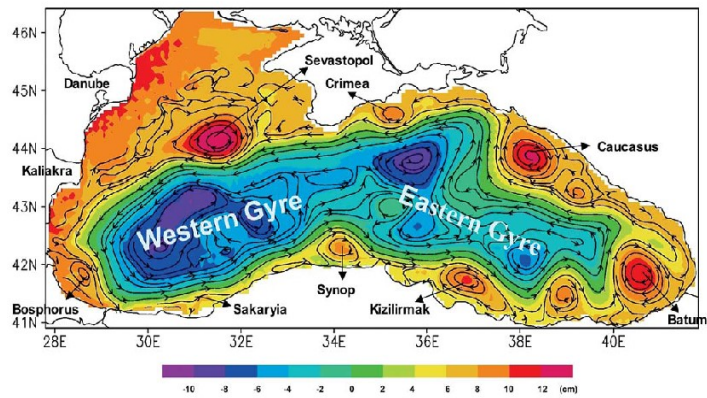 46N
Sevastopol
Danube
Crimea
45N
44N
Caucasus
Kaliakra
43N
Western Gyre
Eastern Gyre
42N
Synop
Bosphorus
Sakaryia
Kizilirmak
Batum
41N
28E 30E 32E 34E 36E 38E 40E
-10 -8 -6 -4 -2 0 2 4 6 8 10 12 (cm)